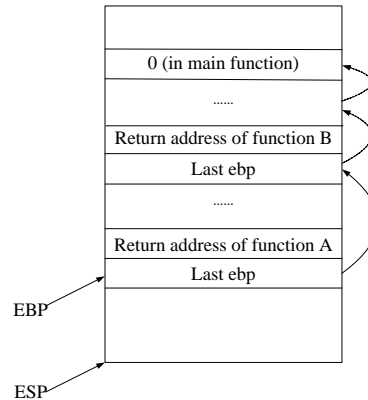 0 (in main function)
......
Return address of function B
Last ebp
......
Return address of function A
Last ebp
EBP
ESP